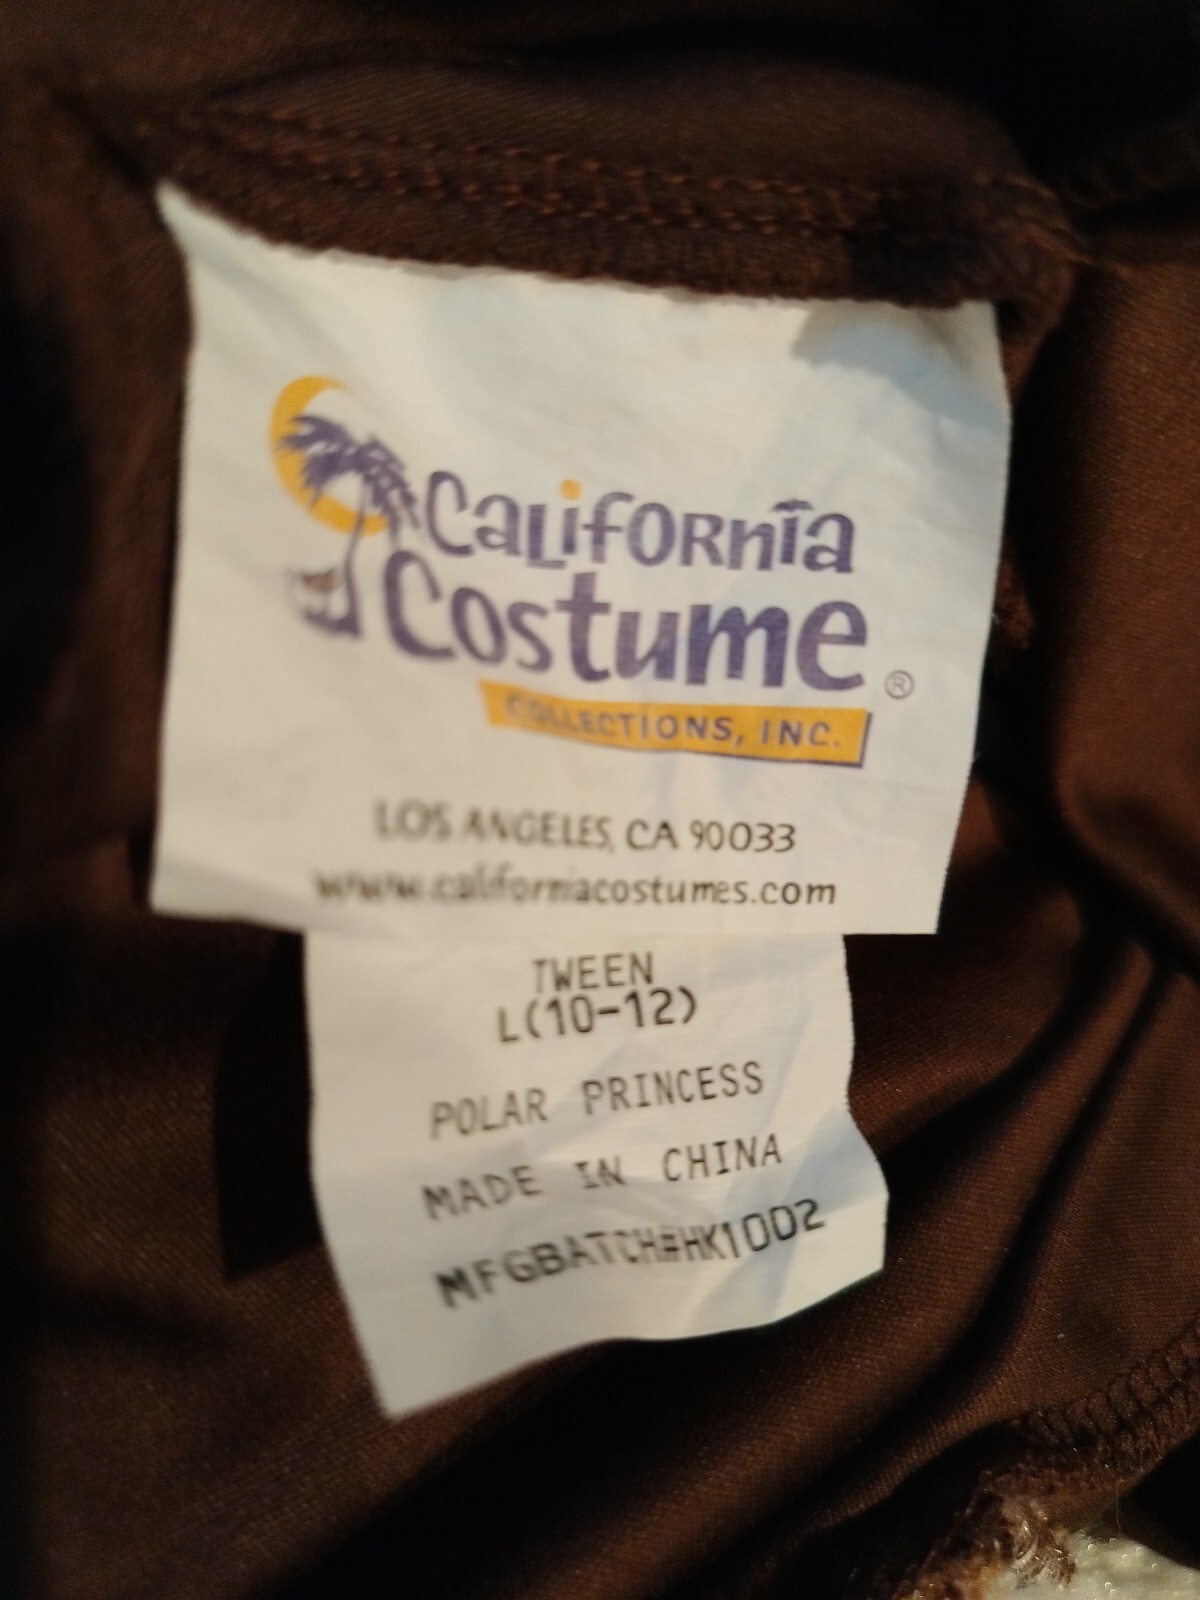 CaLiFORNia
Costume ®
COLLECTIONS, INC.
LOS ANGELES, CA 90033
www.californiacostumes.com
TWEEN
L(10-12)
POLAR PRINCESS
MADE IN CHINA
MFGBATCH#HK1002